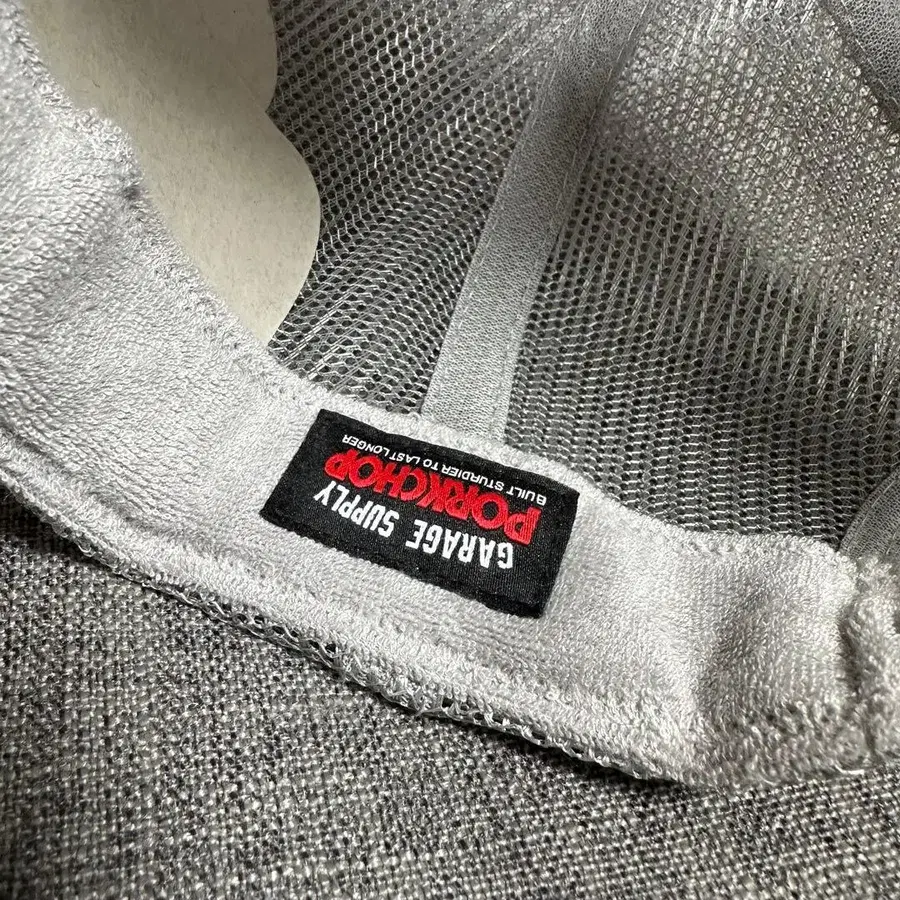 GARAGE SUPPLY
PORKCHOP
BUILT STURDIER TO LAST LONGER